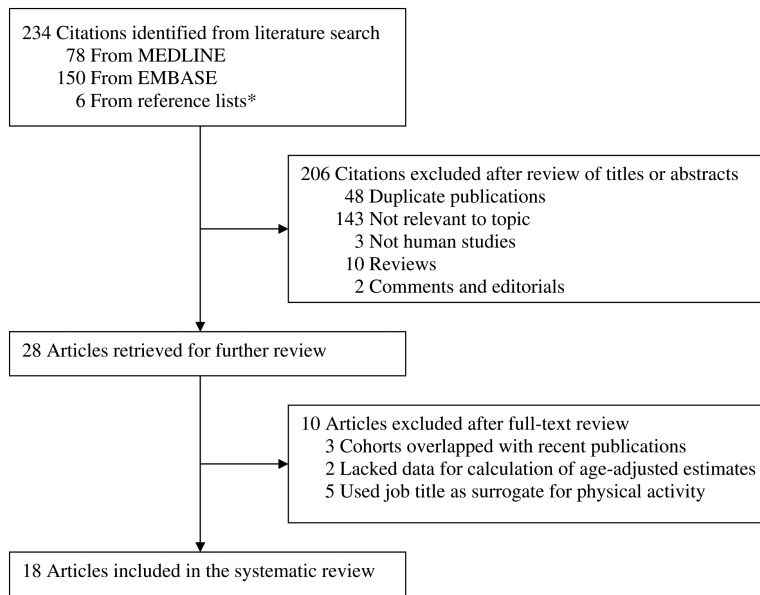 234 Citations identified from literature search
78 From MEDLINE
150 From EMBASE
6 From reference lists*
206 Citations excluded after review of titles or abstracts
48 Duplicate publications
143 Not relevant to topic
3 Not human studies
10 Reviews
2 Comments and editorials
28 Articles retrieved for further review
10 Articles excluded after full-text review
3 Cohorts overlapped with recent publications
2 Lacked data for calculation of age-adjusted estimates
5 Used job title as surrogate for physical activity
18 Articles included in the systematic review